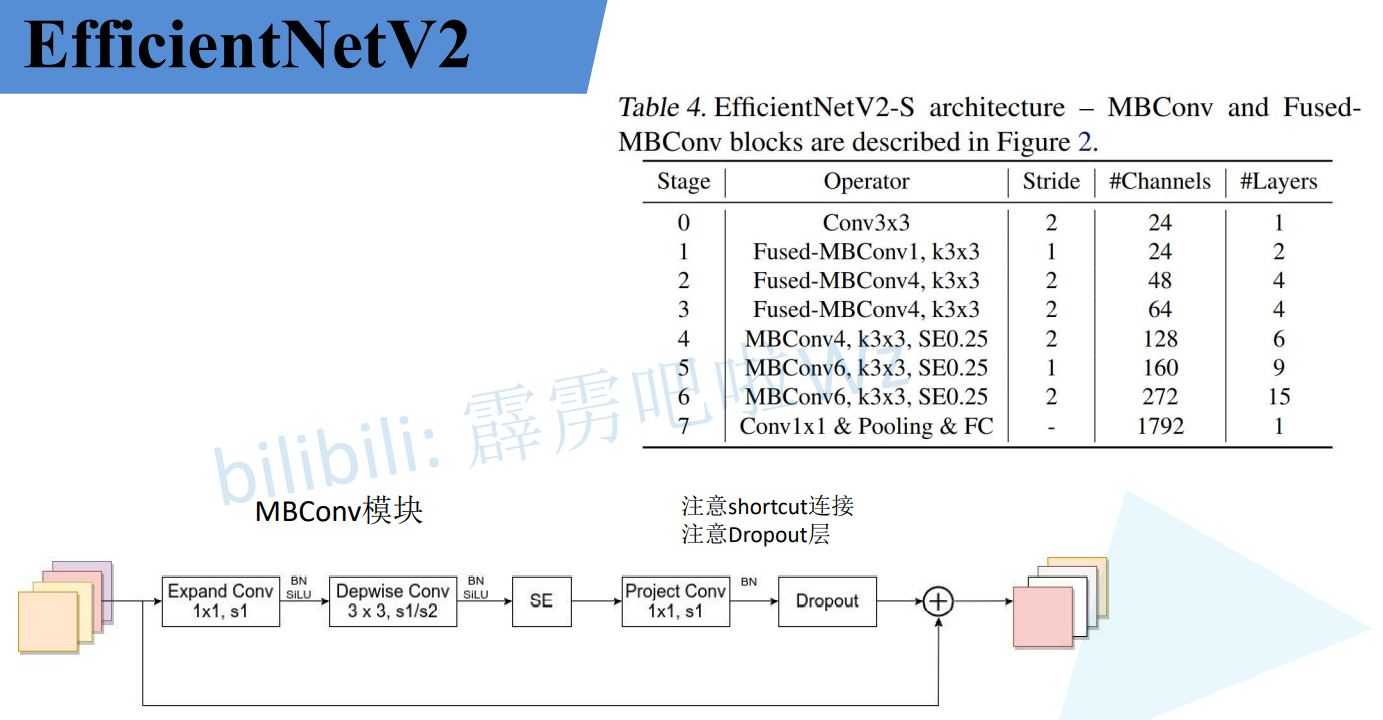 EfficientNetV2
Table 4. EfficientNetV2-S architecture – MBConv and Fused-
MBConv blocks are described in Figure 2.
Stage Operator Stride #Channels #Layers
0 Conv3x3 2 24 1
1 Fused-MBConv1, k3x3 1 24 2
2 Fused-MBConv4, k3x3 2 48 4
3 Fused-MBConv4, k3x3 2 64 4
4 MBConv4, k3x3, SE0.25 2 128 6
5 MBConv6, k3x3, SE0.25 1 160 9
6 MBConv6, k3x3, SE0.25 2 272 15
7 Conv1x1 & Pooling & FC - 1792 1
bilibili: 霹雳吧啦Wz
MBConv模块
注意shortcut连接
注意Dropout层
Expand Conv
1x1, s1
BN
SiLU
Depwise Conv
3 x 3, s1/s2
BN
SiLU
SE
Project Conv
1x1, s1
BN
Dropout